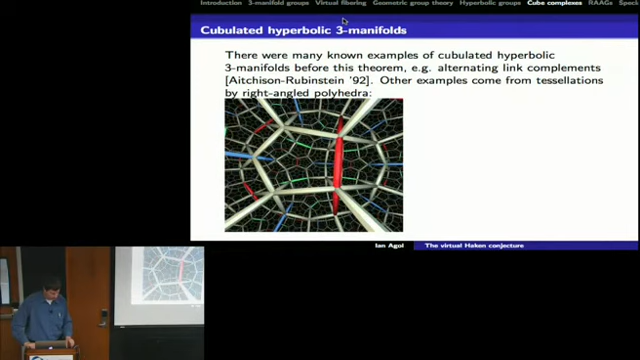 Introduction 3-manifold groups Virtual fibering Geometric group theory Hyperbolic groups Cube complexes RAAGs Speci
Cubulated hyperbolic 3-manifolds
There were many known examples of cubulated hyperbolic
3-manifolds before this theorem, e.g. alternating link complements
[Aitchison-Rubinstein '92]. Other examples come from tessellations
by right-angled polyhedra:
Ian Agol The virtual Haken conjecture